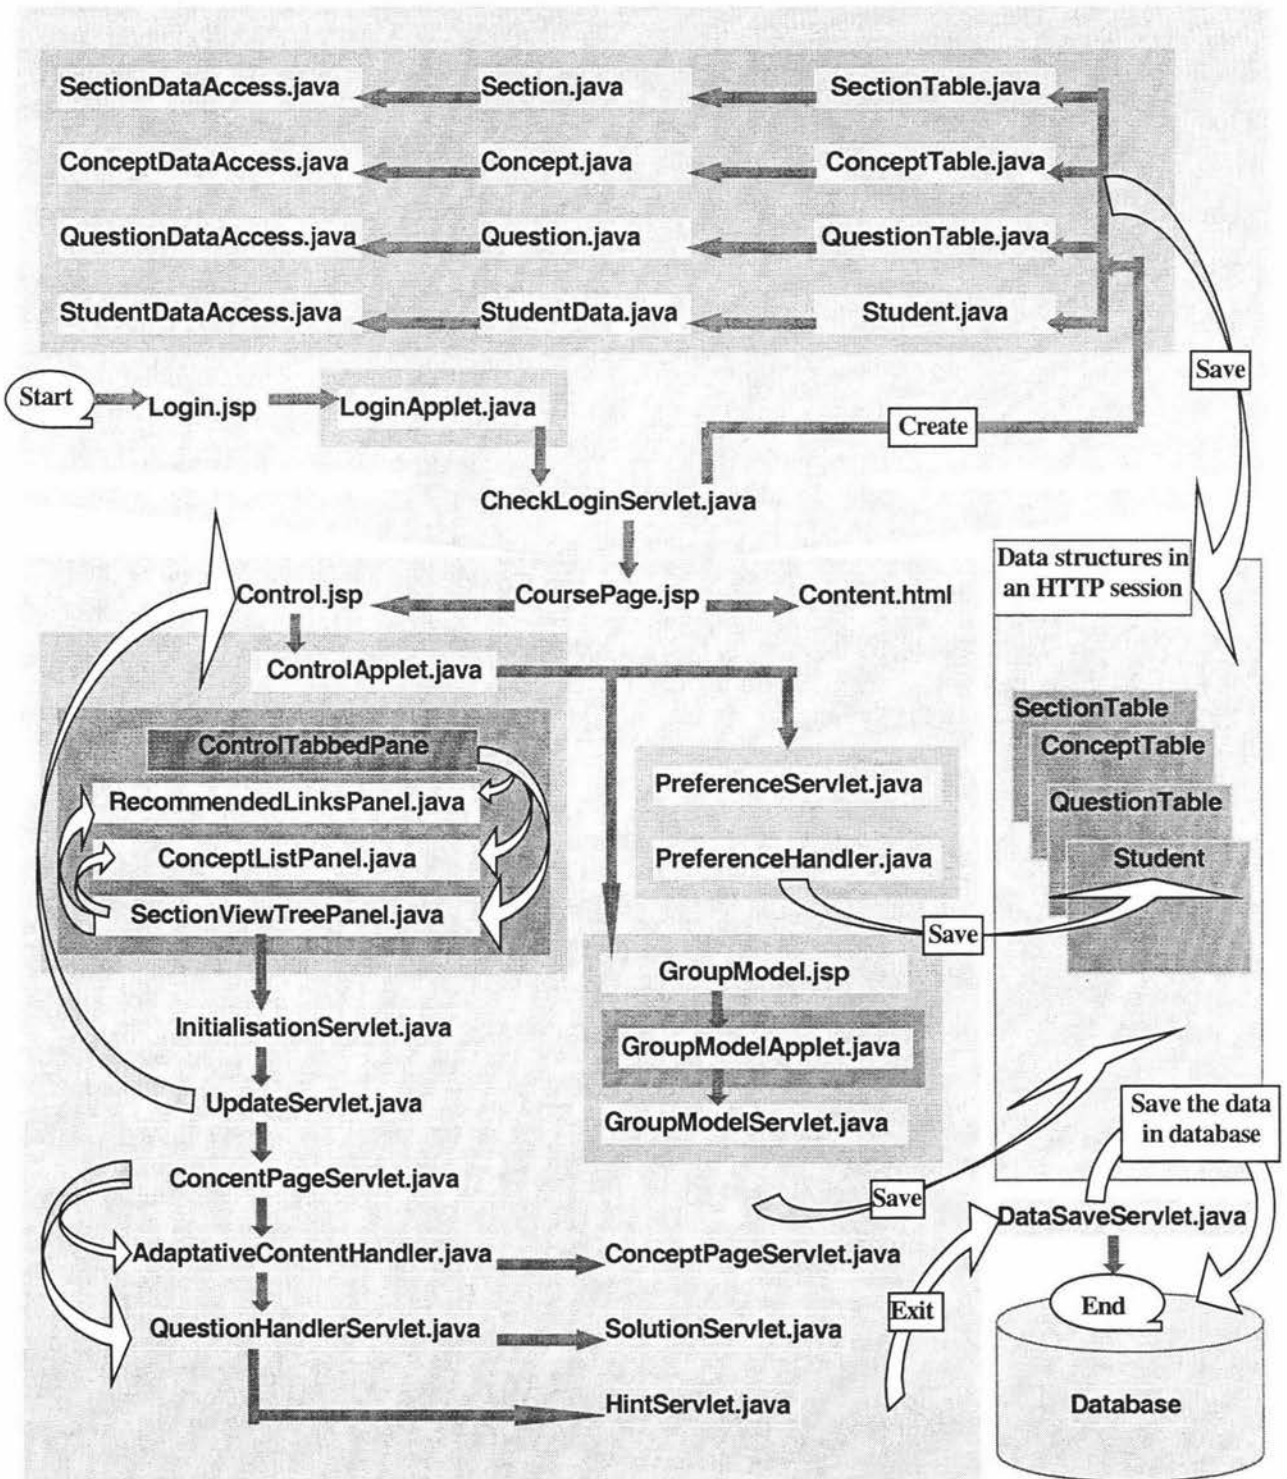 SectionDataAccess.java
Section.java
SectionTable.java
ConceptDataAccess.java
Concept.java
ConceptTable.java
QuestionDataAccess.java
Question.java
QuestionTable.java
StudentDataAccess.java
StudentData.java
Student.java
Save
Start
Login.jsp
LoginApplet.java
Create
CheckLoginServlet.java
Data structures in
an HTTP session
Control.jsp
CoursePage.jsp
Content.html
ControlApplet.java
SectionTable
ConceptTable
QuestionTable
Student
ControlTabbedPane
RecommendedLinksPanel.java
ConceptListPanel.java
SectionViewTreePanel.java
PreferenceServlet.java
PreferenceHandler.java
Save
GroupModel.jsp
GroupModelApplet.java
GroupModelServlet.java
InitialisationServlet.java
UpdateServlet.java
Save the data
in database
ConcentPageServlet.java
Save
DataSaveServlet.java
AdaptativeContentHandler.java
ConceptPageServlet.java
Exit
End
QuestionHandlerServlet.java
SolutionServlet.java
HintServlet.java
Database